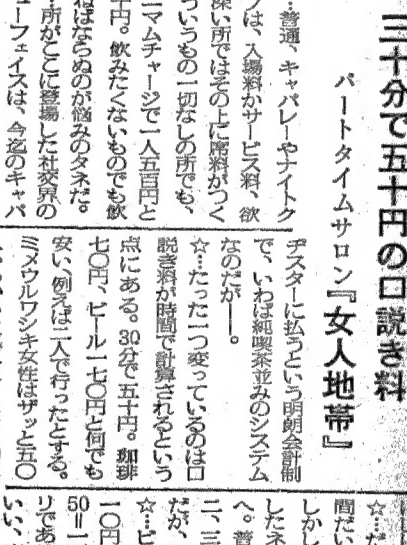 三十分で五十円の口説き料
パートタイムサロン『女人地帯』
…普通、キャバレーやナイトク
ブは、入場料かサービス料、欲
深い所ではその上に席料がつく
ういうもの一切なしの所でも、
ニマムチャージで一人五百円と
千円。飲みたくないものでも飲
ねばならぬのが悩みのタネだ。
…所がここに登場した社交界の
ューフェイスは、今迄のキャバ
ヂスターに払うという明朗会計制
で、いわば純喫茶並みのシステム
なのだが――。
☆…たった一つ変っているのは口
説き料が時間で計算されるという
点にある。30分で五十円。珈琲
七〇円、ビール一七〇円と何でも
安い、例えば二人で行ったとする。
ミメウルワシキ女性はザッと五〇
☆…だ
間だい
しかし
したネ
へ。普
二、三
だが、
☆…ビ
一〇円
50＝一
リであ
いい、